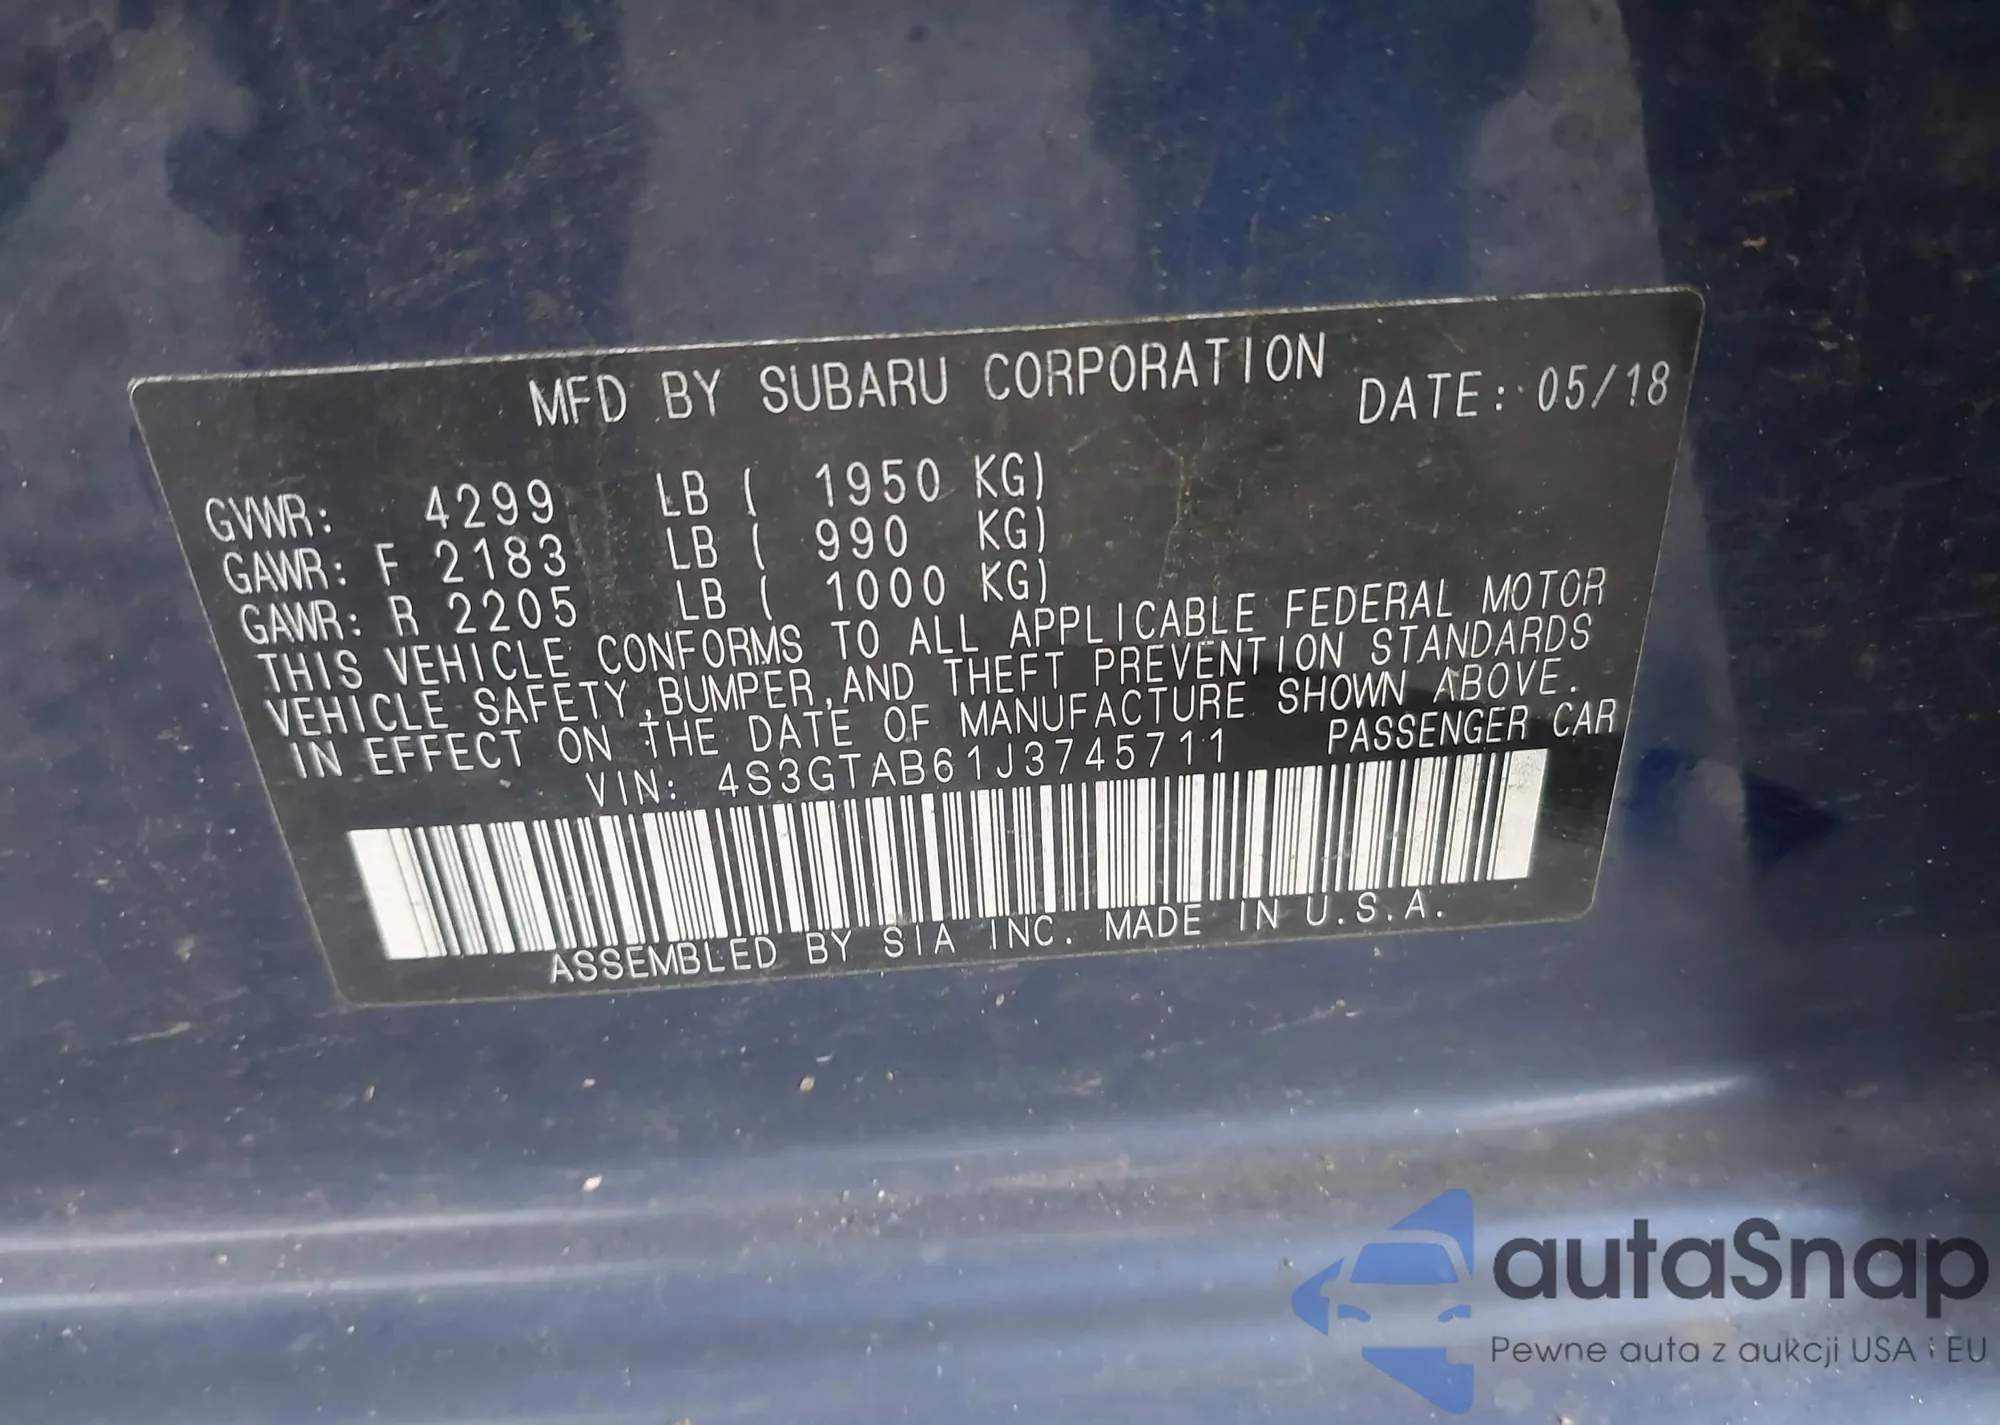 MFD BY SUBARU CORPORATION DATE: 05/18
GVWR: 4299 LB ( 1950 KG)
GAWR: F 2183 LB ( 990 KG)
GAWR: R 2205 LB ( 1000 KG)
THIS VEHICLE CONFORMS TO ALL APPLICABLE FEDERAL MOTOR
VEHICLE SAFETY,BUMPER,AND THEFT PREVENTION STANDARDS
IN EFFECT ON THE DATE OF MANUFACTURE SHOWN ABOVE.
VIN: 4S3GTAB61J3745711 PASSENGER CAR
ASSEMBLED BY SIA INC. MADE IN U.S.A.
autaSnap
Pewne auta z aukcji USA i EU